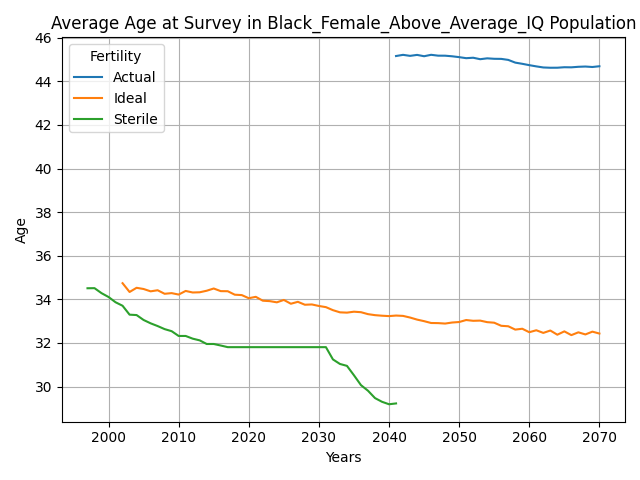 Average Age at Survey in Black_Female_Above_Average_IQ Population
Fertility
Actual
Ideal
Sterile
Age
46
44
42
40
38
36
34
32
30
2000 2010 2020 2030 2040 2050 2060 2070
Years